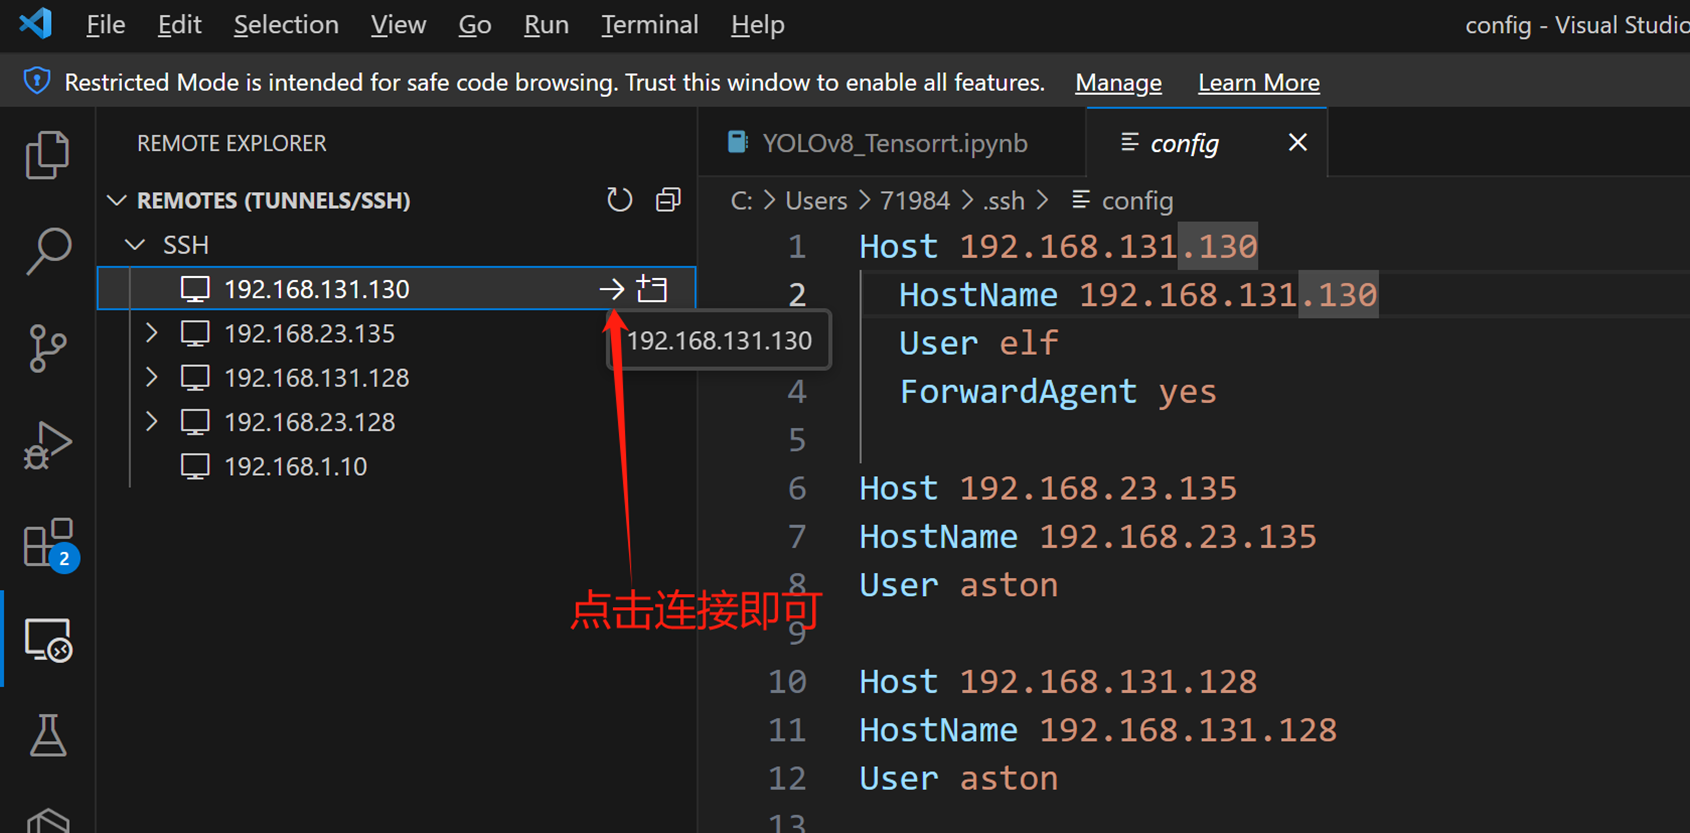 File Edit Selection View Go Run Terminal Help
config - Visual Studio
Restricted Mode is intended for safe code browsing. Trust this window to enable all features. Manage Learn More
REMOTE EXPLORER
REMOTES (TUNNELS/SSH)
SSH
192.168.131.130
192.168.131.130
192.168.23.135
192.168.131.128
192.168.23.128
192.168.1.10
2
点击连接即可
YOLOv8_Tensorrt.ipynb
config
C: > Users > 71984 > .ssh > config
1 Host 192.168.131.130
2 HostName 192.168.131.130
User elf
4 ForwardAgent yes
5
6 Host 192.168.23.135
7 HostName 192.168.23.135
8 User aston
9
10 Host 192.168.131.128
11 HostName 192.168.131.128
12 User aston
13